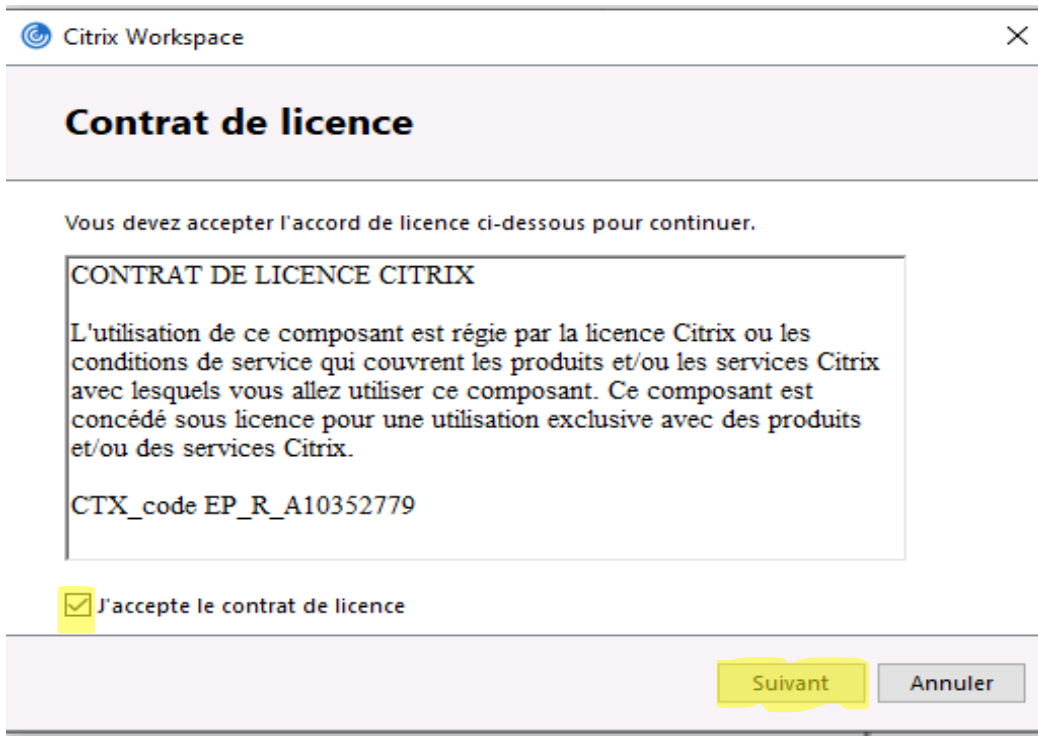 Citrix Workspace
Contrat de licence
Vous devez accepter l'accord de licence ci-dessous pour continuer.
CONTRAT DE LICENCE CITRIX
L'utilisation de ce composant est régie par la licence Citrix ou les
conditions de service qui couvrent les produits et/ou les services Citrix
avec lesquels vous allez utiliser ce composant. Ce composant est
concédé sous licence pour une utilisation exclusive avec des produits
et/ou des services Citrix.
CTX_code EP_R_A10352779
J'accepte le contrat de licence
Suivant Annuler